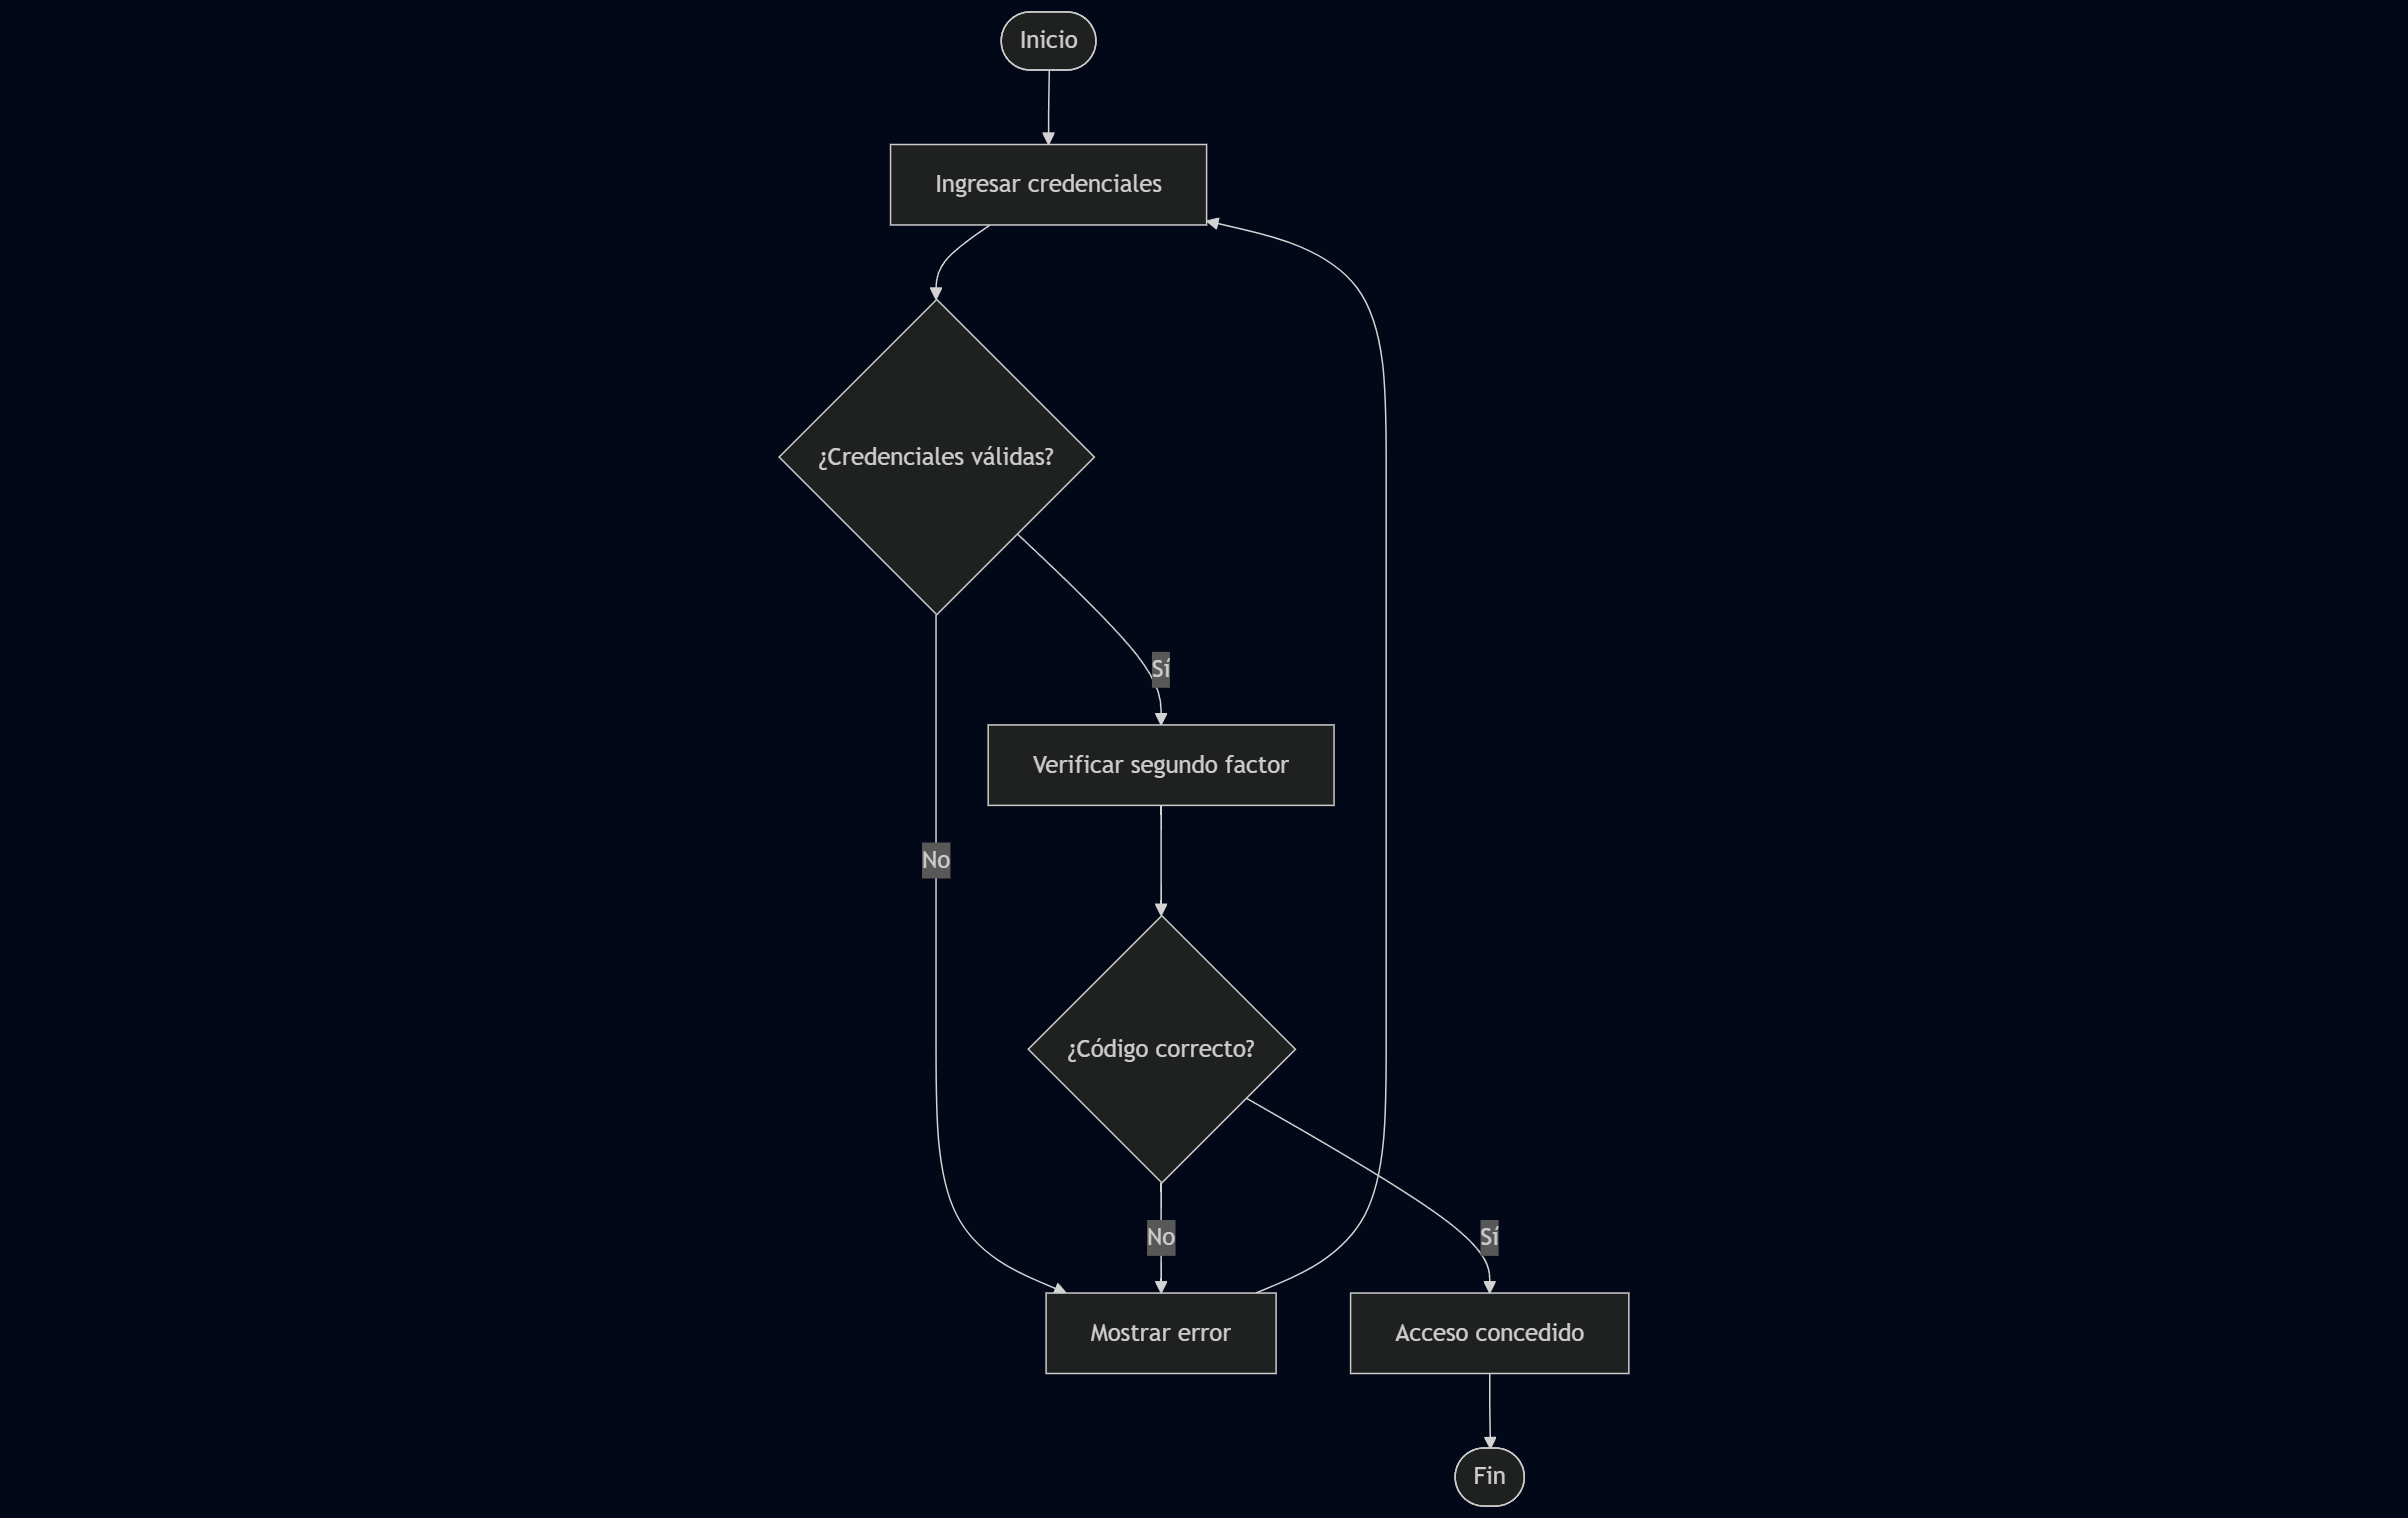 Inicio
Ingresar credenciales
¿Credenciales válidas?
Sí
Verificar segundo factor
No
¿Código correcto?
No
Sí
Mostrar error
Acceso concedido
Fin